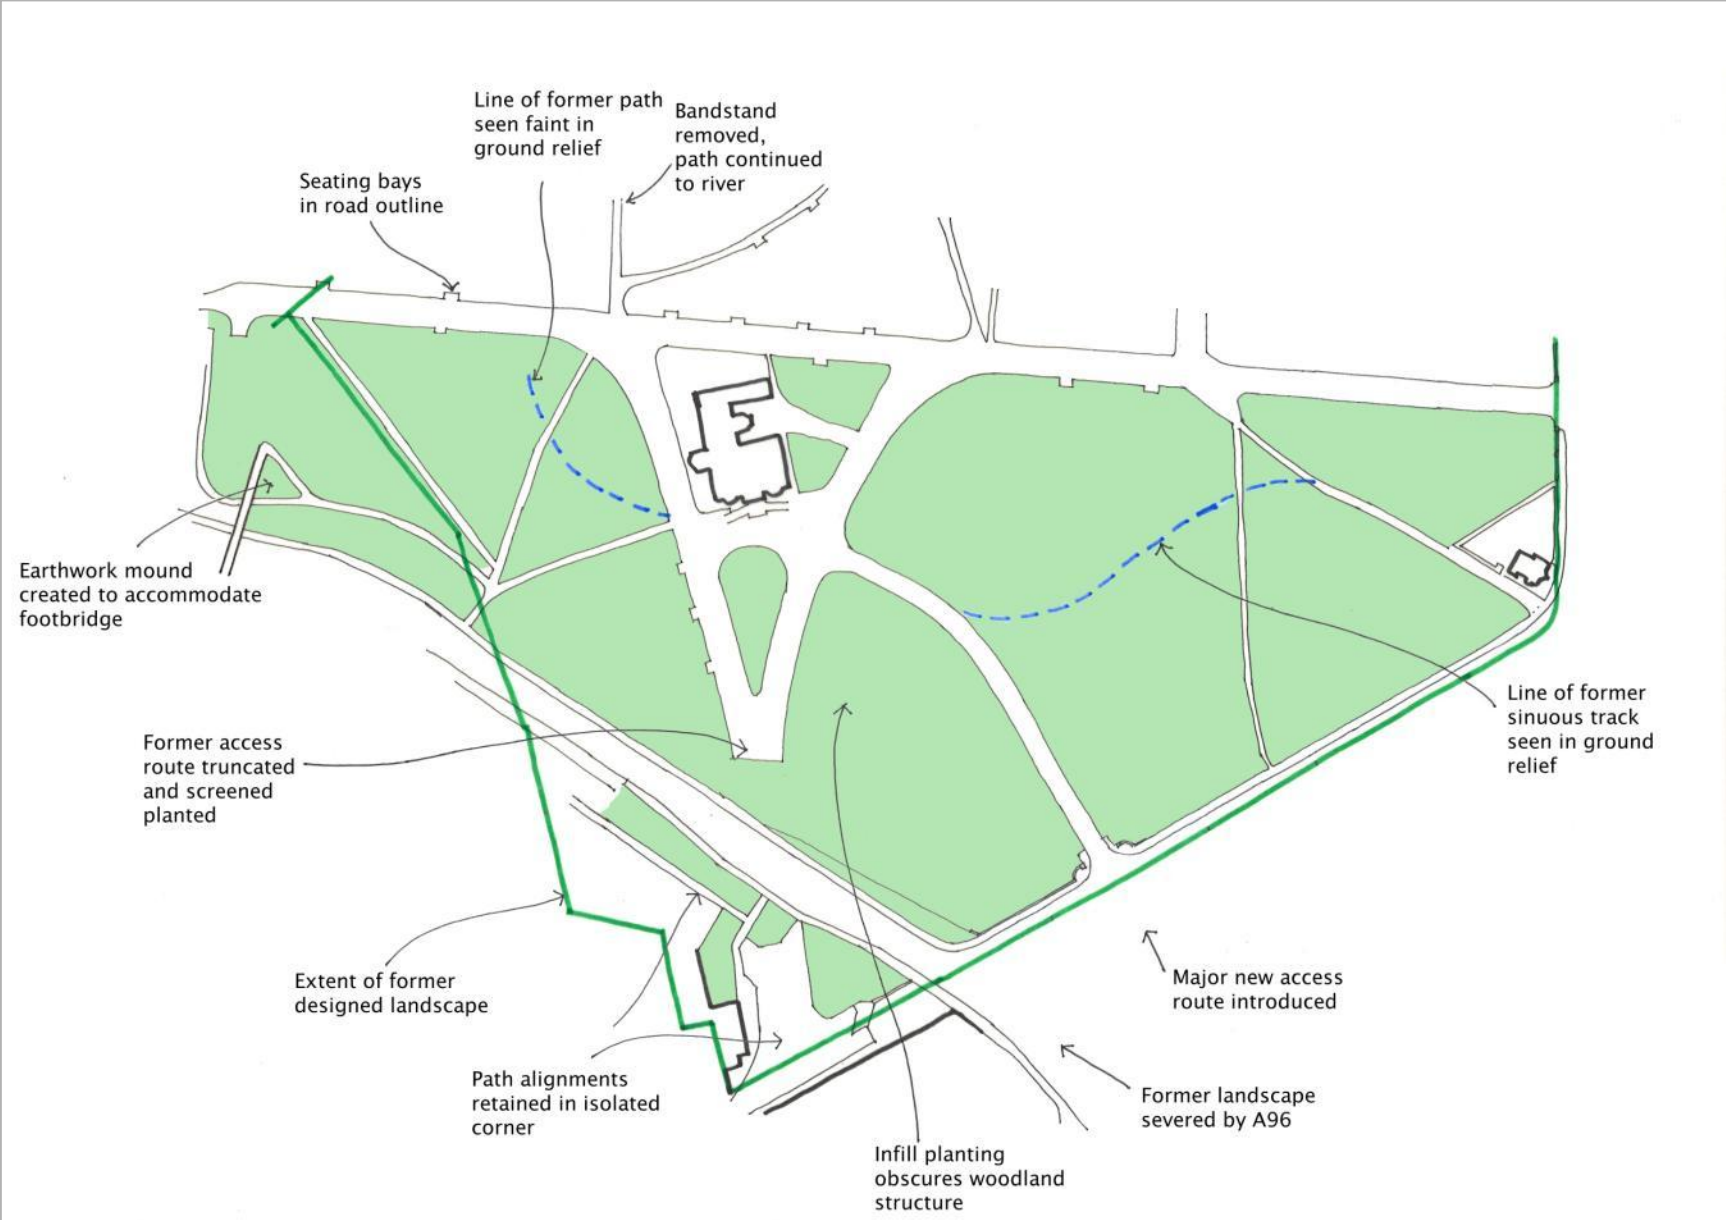 Line of former path
seen faint in
ground relief
Bandstand
removed,
path continued
to river
Seating bays
in road outline
Earthwork mound
created to accommodate
footbridge
Former access
route truncated
and screened
planted
Line of former
sinuous track
seen in ground
relief
Extent of former
designed landscape
Major new access
route introduced
Path alignments
retained in isolated
corner
Former landscape
severed by A96
Infill planting
obscures woodland
structure